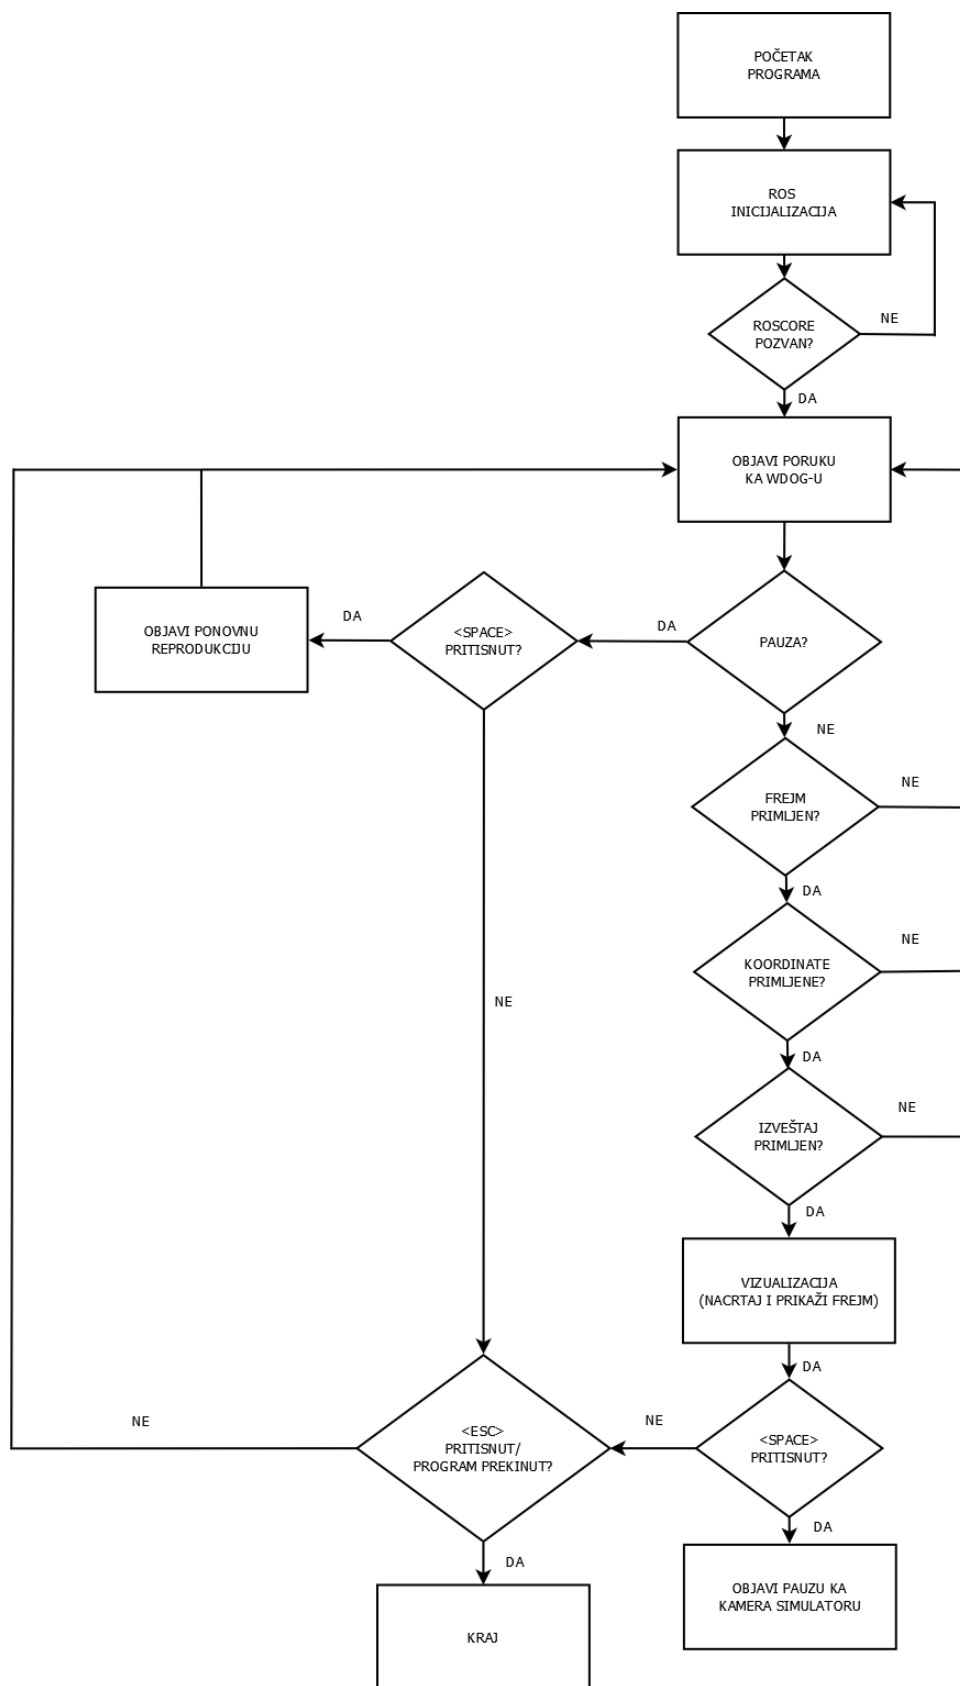 POČETAK
PROGRAMA
ROS
INICIJALIZACIJA
ROSCORE
POZVAN?
NE
DA
OBJAVI PORUKU
KA WDOG-U
PAUZA?
DA
<SPACE>
PRITISNUT?
DA
OBJAVI PONOVNU
REPRODUKCIJU
NE
FREJM
PRIMLJEN?
NE
DA
KOORDINATE
PRIMLJENE?
NE
NE
DA
IZVEŠTAJ
PRIMLJEN?
NE
DA
VIZUALIZACIJA
(NACRTAJ I PRIKAŽI FREJM)
DA
<SPACE>
PRITISNUT?
NE
<ESC>
PRITISNUT/
PROGRAM PREKINUT?
NE
DA
DA
OBJAVI PAUZU KA
KAMERA SIMULATORU
KRAJ